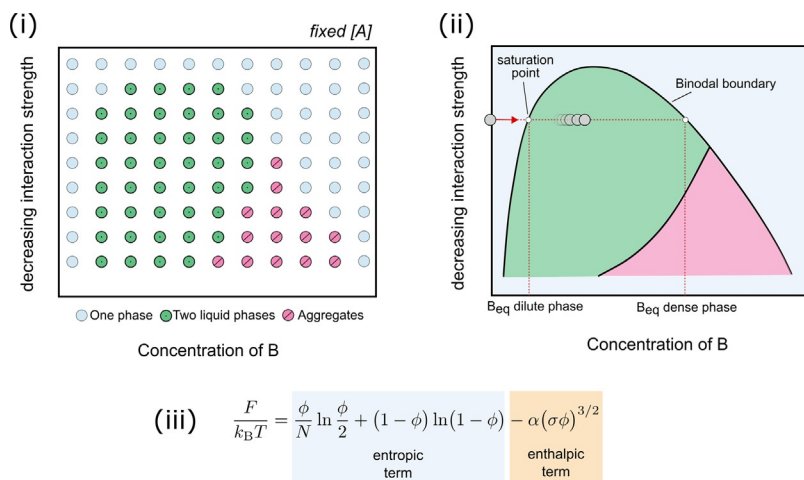 (i)
fixed [A]
decreasing interaction strength
One phase Two liquid phases Aggregates
Concentration of B
(ii)
saturation
point
Binodal boundary
decreasing interaction strength
Beq dilute phase Beq dense phase
Concentration of B
(iii) F/k_BT = ϕ/N ln ϕ/2 + (1 − ϕ) ln(1 − ϕ) − α(σϕ)^{3/2}
entropic
term
enthalpic
term